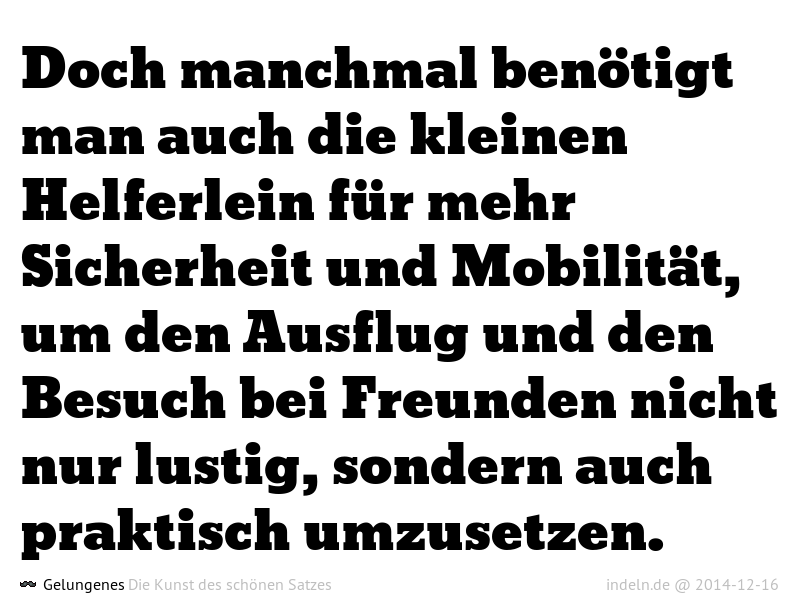 Doch manchmal benötigt
man auch die kleinen
Helferlein für mehr
Sicherheit und Mobilität,
um den Ausflug und den
Besuch bei Freunden nicht
nur lustig, sondern auch
praktisch umzusetzen.
Gelungenes Die Kunst des schönen Satzes
indeln.de @ 2014-12-16